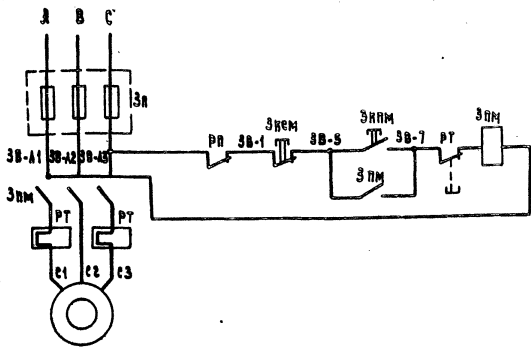 А В С
3п
3В-А1 3В-А2 3В-А3
РП 3В-1 3кСМ 3В-5 3кпМ 3В-7 РТ 3пМ
3пМ
3пМ
РТ РТ
С1 С2 С3